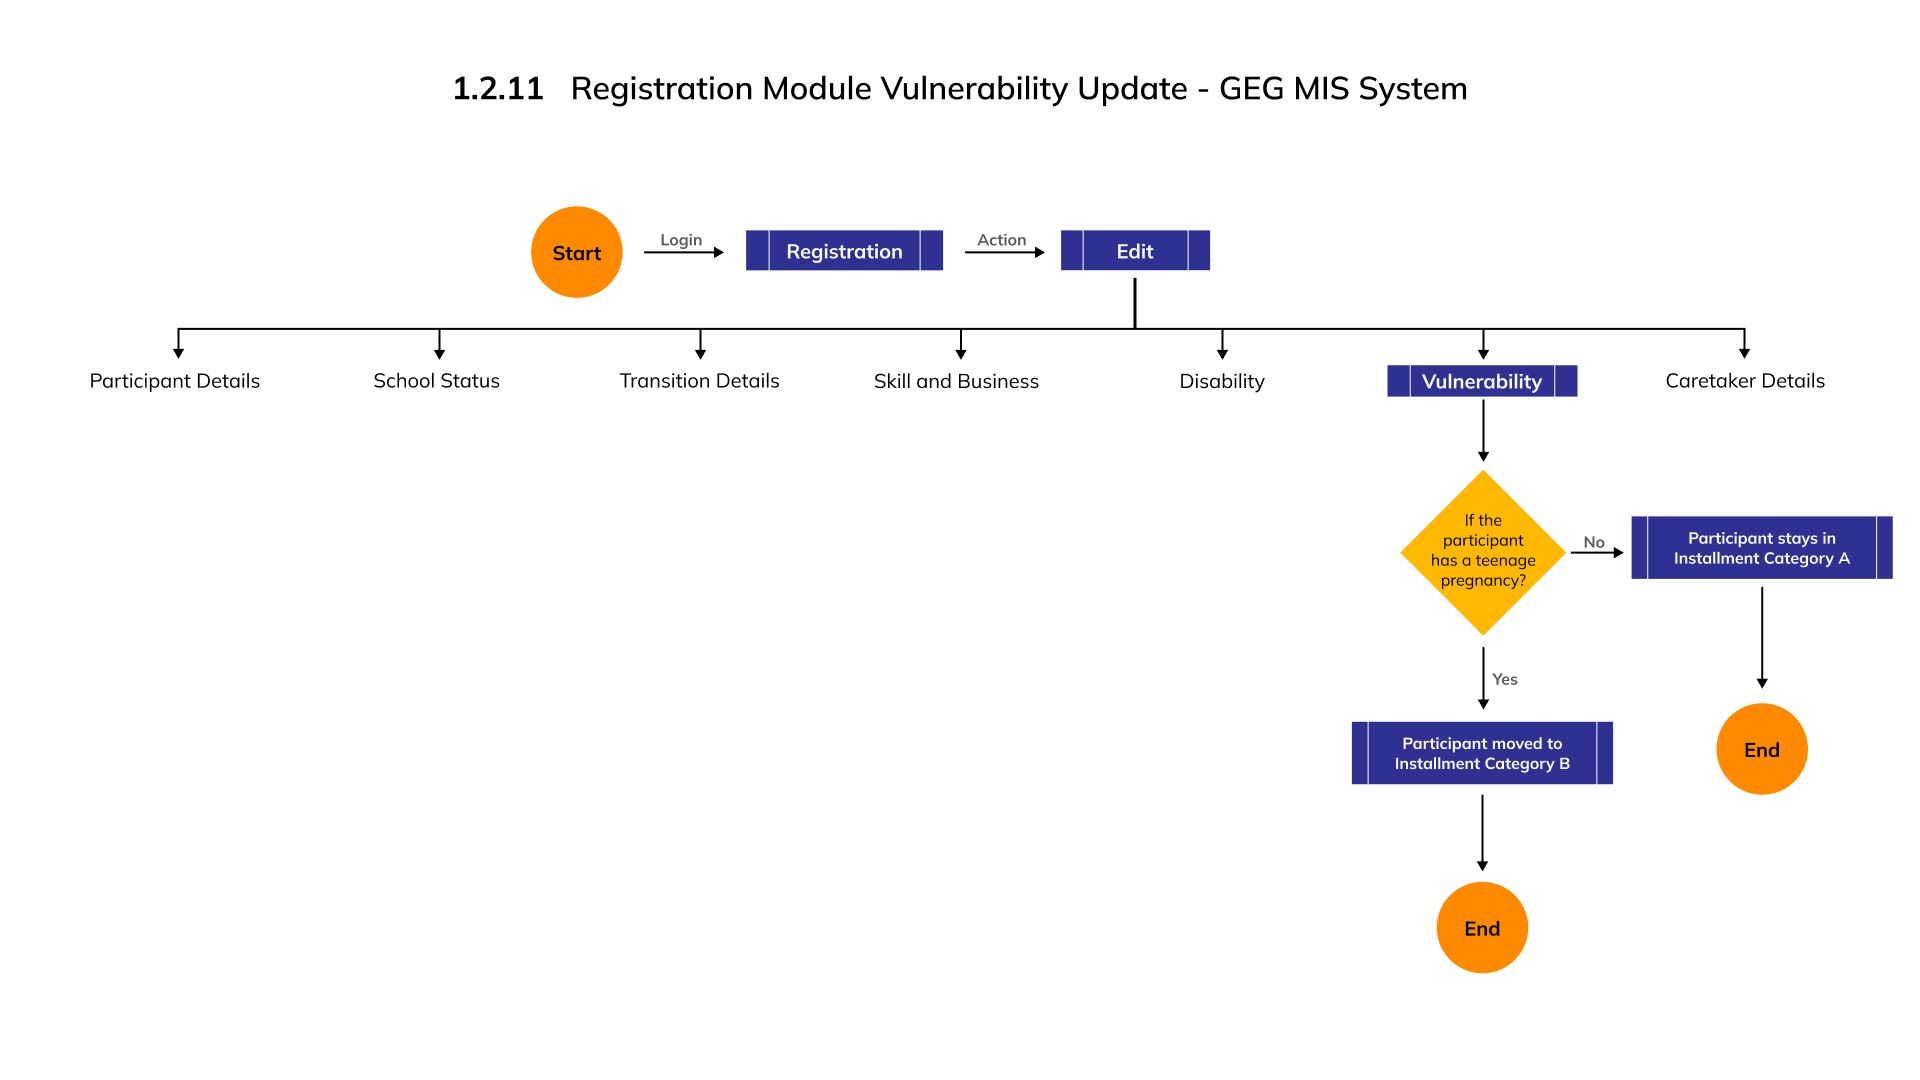 1.2.11 Registration Module Vulnerability Update - GEG MIS System
Start
Login
Registration
Action
Edit
Participant Details
School Status
Transition Details
Skill and Business
Disability
Vulnerability
Caretaker Details
If the
participant
has a teenage
pregnancy?
No
Participant stays in
Installment Category A
Yes
Participant moved to
Installment Category B
End
End